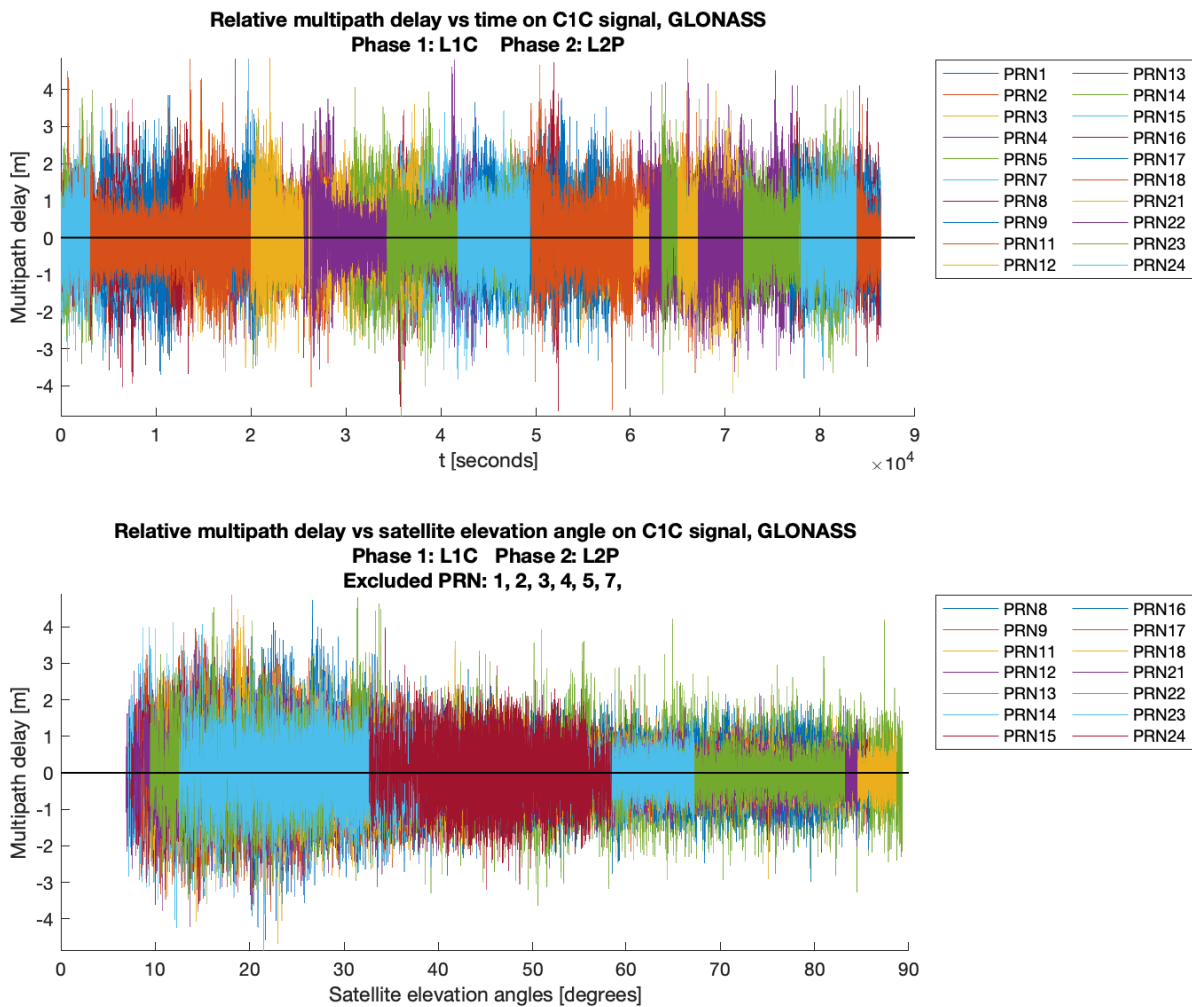 Relative multipath delay vs time on C1C signal, GLONASS
Phase 1: L1C Phase 2: L2P
Multipath delay [m]
4
3
2
1
0
-1
-2
-3
-4
0 1 2 3 4 5 6 7 8 9
t [seconds]
×10^4
PRN1 PRN13
PRN2 PRN14
PRN3 PRN15
PRN4 PRN16
PRN5 PRN17
PRN7 PRN18
PRN8 PRN21
PRN9 PRN22
PRN11 PRN23
PRN12 PRN24
Relative multipath delay vs satellite elevation angle on C1C signal, GLONASS
Phase 1: L1C Phase 2: L2P
Excluded PRN: 1, 2, 3, 4, 5, 7,
Multipath delay [m]
4
3
2
1
0
-1
-2
-3
-4
0 10 20 30 40 50 60 70 80 90
Satellite elevation angles [degrees]
PRN8 PRN16
PRN9 PRN17
PRN11 PRN18
PRN12 PRN21
PRN13 PRN22
PRN14 PRN23
PRN15 PRN24